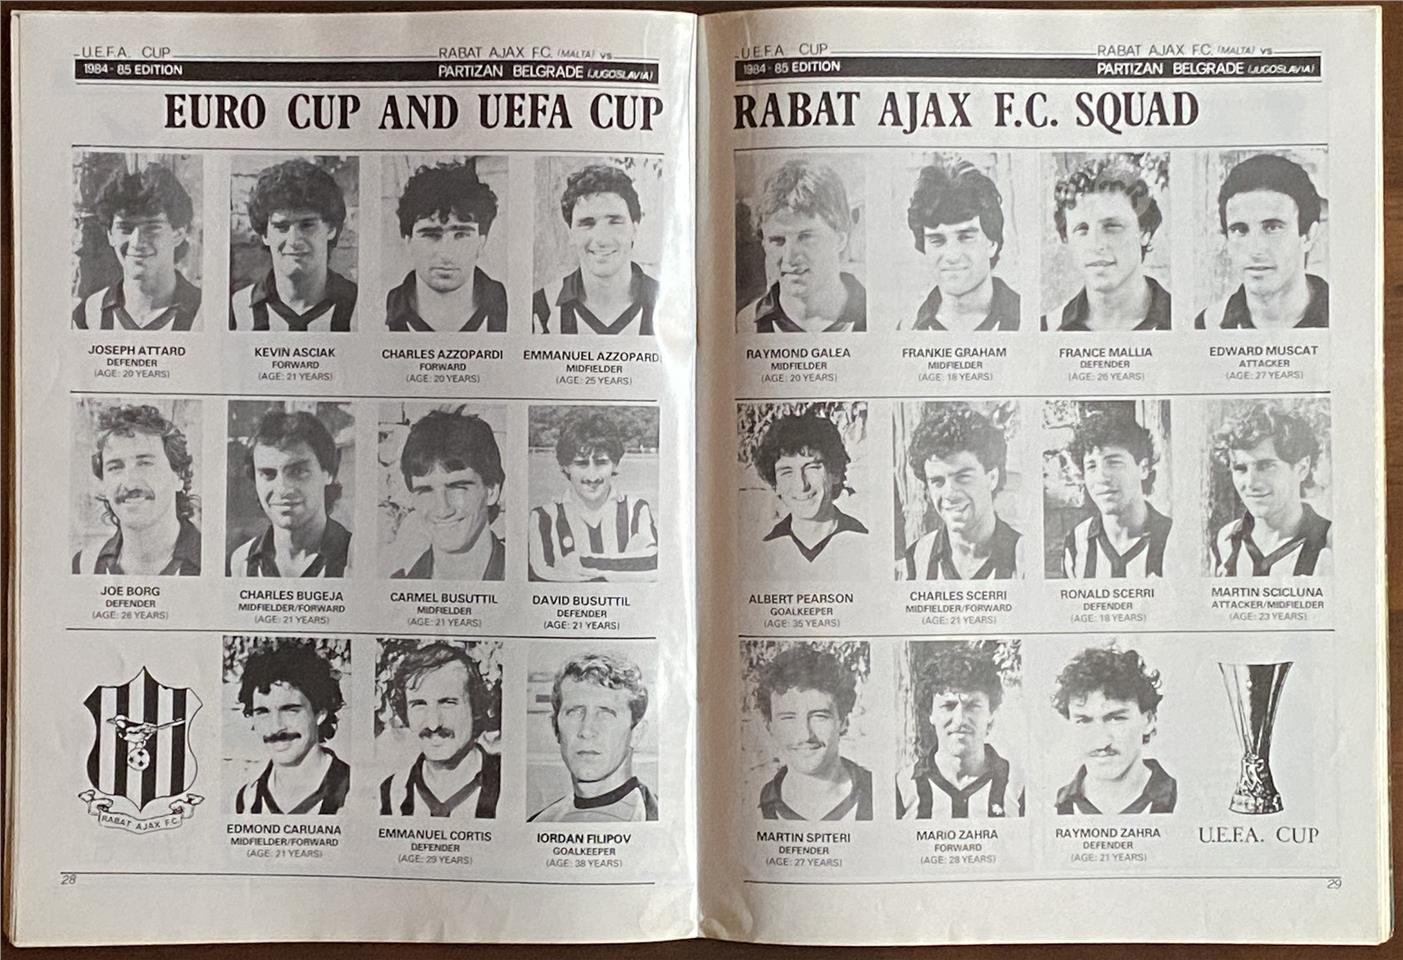 U.E.F.A. CUP
RABAT AJAX F.C. (MALTA) vs
1984-85 EDITION
PARTIZAN BELGRADE (JUGOSLAVIA)
EURO CUP AND UEFA CUP
JOSEPH ATTARD
DEFENDER
(AGE: 20 YEARS)
KEVIN ASCIAK
FORWARD
(AGE: 21 YEARS)
CHARLES AZZOPARDI
FORWARD
(AGE: 20 YEARS)
EMMANUEL AZZOPARDI
MIDFIELDER
(AGE: 25 YEARS)
JOE BORG
DEFENDER
(AGE: 26 YEARS)
CHARLES BUGEJA
MIDFIELDER/FORWARD
(AGE: 21 YEARS)
CARMEL BUSUTTIL
MIDFIELDER
(AGE: 21 YEARS)
DAVID BUSUTTIL
DEFENDER
(AGE: 21 YEARS)
RABAT AJAX F.C.
EDMOND CARUANA
MIDFIELDER/FORWARD
(AGE: 21 YEARS)
EMMANUEL CORTIS
DEFENDER
(AGE: 29 YEARS)
IORDAN FILIPOV
GOALKEEPER
(AGE: 38 YEARS)
28
U.E.F.A. CUP
RABAT AJAX F.C. (MALTA) vs
1984-85 EDITION
PARTIZAN BELGRADE (JUGOSLAVIA)
RABAT AJAX F.C. SQUAD
RAYMOND GALEA
MIDFIELDER
(AGE: 20 YEARS)
FRANKIE GRAHAM
MIDFIELDER
(AGE: 18 YEARS)
FRANCE MALLIA
DEFENDER
(AGE: 26 YEARS)
EDWARD MUSCAT
ATTACKER
(AGE: 27 YEARS)
ALBERT PEARSON
GOALKEEPER
(AGE: 35 YEARS)
CHARLES SCERRI
MIDFIELDER/FORWARD
(AGE: 21 YEARS)
RONALD SCERRI
DEFENDER
(AGE: 18 YEARS)
MARTIN SCICLUNA
ATTACKER/MIDFIELDER
(AGE: 23 YEARS)
MARTIN SPITERI
DEFENDER
(AGE: 27 YEARS)
MARIO ZAHRA
FORWARD
(AGE: 28 YEARS)
RAYMOND ZAHRA
DEFENDER
(AGE: 21 YEARS)
U.E.F.A. CUP
29